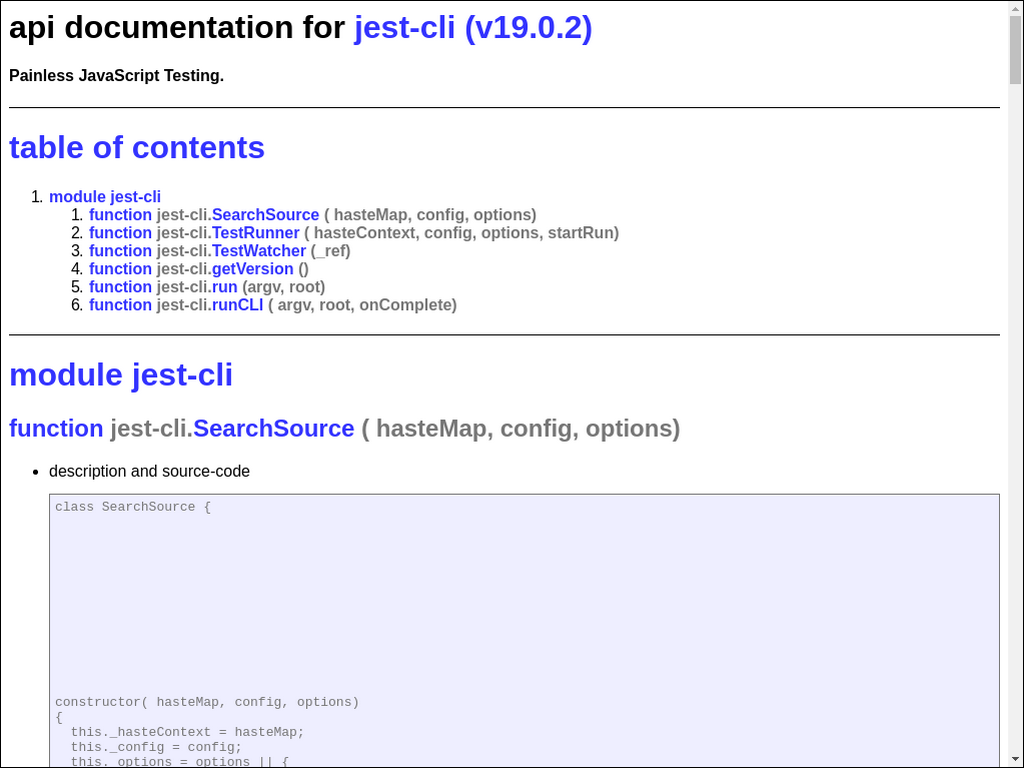 api documentation for jest-cli (v19.0.2)
Painless JavaScript Testing.
table of contents
1. module jest-cli
1. function jest-cli.SearchSource ( hasteMap, config, options)
2. function jest-cli.TestRunner ( hasteContext, config, options, startRun)
3. function jest-cli.TestWatcher (_ref)
4. function jest-cli.getVersion ()
5. function jest-cli.run (argv, root)
6. function jest-cli.runCLI ( argv, root, onComplete)
module jest-cli
function jest-cli.SearchSource ( hasteMap, config, options)
• description and source-code
class SearchSource {
constructor( hasteMap, config, options)
{
this._hasteContext = hasteMap;
this._config = config;
this._options = options || {